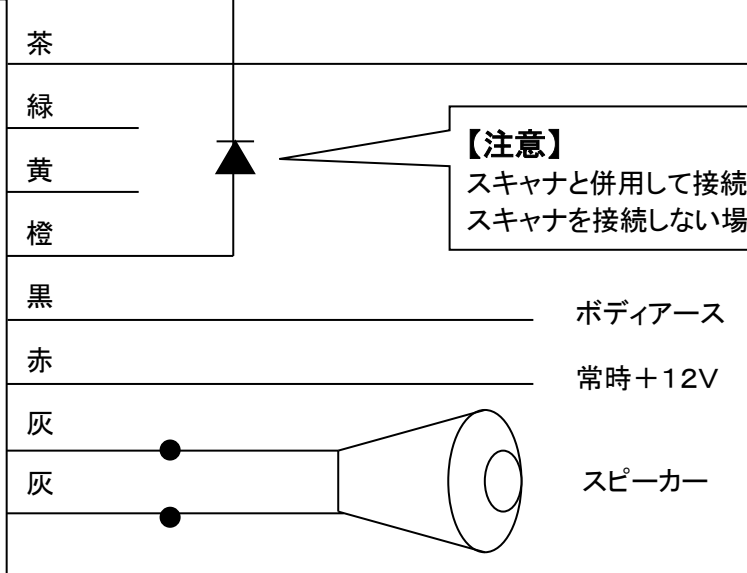 茶
緑
黄
橙
黒
赤
灰
灰
【注意】
スキャナと併用して接続
スキャナを接続しない場
ボディアース
常時＋１２Ｖ
スピーカー